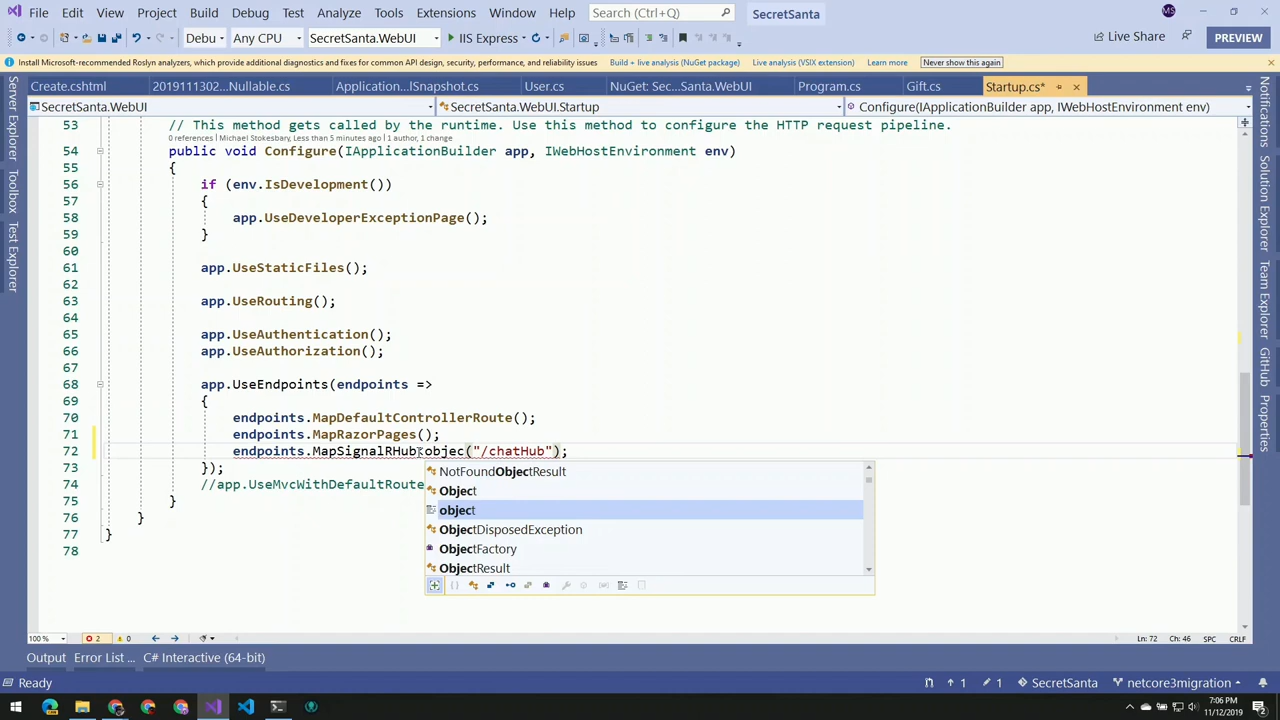 File Edit View Project Build Debug Test Analyze Tools Extensions Window Help Search (Ctrl+Q) SecretSanta MS
Debu Any CPU SecretSanta.WebUI IIS Express Live Share PREVIEW
Install Microsoft-recommended Roslyn analyzers, which provide additional diagnostics and fixes for common API design, security, performance, and reliability issues Build + live analysis (NuGet package) Live analysis (VSIX extension) Learn more Never show this again
Create.cshtml 2019111302...Nullable.cs Application...lSnapshot.cs User.cs NuGet: Sec...Santa.WebUI Program.cs Gift.cs Startup.cs*
SecretSanta.WebUI SecretSanta.WebUI.Startup Configure(IApplicationBuilder app, IWebHostEnvironment env)
53 // This method gets called by the runtime. Use this method to configure the HTTP request pipeline.
0 references | Michael Stokesbary, Less than 5 minutes ago | 1 author, 1 change
54 public void Configure(IApplicationBuilder app, IWebHostEnvironment env)
55 {
56 if (env.IsDevelopment())
57 {
58 app.UseDeveloperExceptionPage();
59 }
60
61 app.UseStaticFiles();
62
63 app.UseRouting();
64
65 app.UseAuthentication();
66 app.UseAuthorization();
67
68 app.UseEndpoints(endpoints =>
69 {
70 endpoints.MapDefaultControllerRoute();
71 endpoints.MapRazorPages();
72 endpoints.MapSignalRHub objec("/chatHub");
73 });
74 //app.UseMvcWithDefaultRoute
75 }
76 }
77 }
78
NotFoundObjectResult
Object
object
ObjectDisposedException
ObjectFactory
ObjectResult
Server Explorer
Toolbox
Test Explorer
Notifications
Solution Explorer
Team Explorer
GitHub
Properties
100 % 2 0 Ln: 72 Ch: 46 SPC CRLF
Output Error List ... C# Interactive (64-bit)
Ready 1 1 SecretSanta netcore3migration
7:06 PM
11/12/2019
2